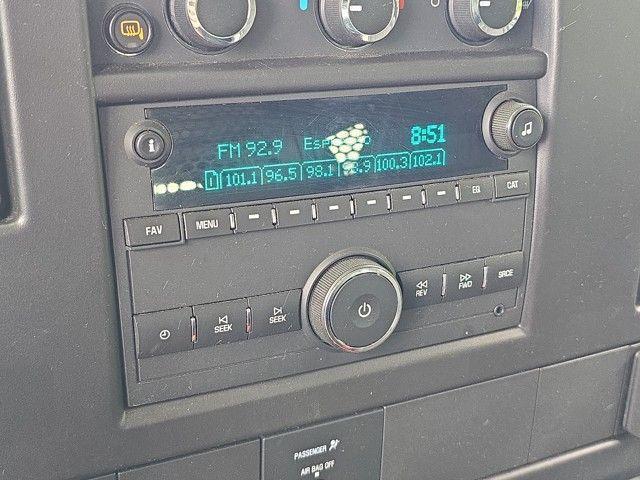 FM 92.9 8:51
1 101.1 96.5 98.1 100.3 102.1
FAV MENU EQ CAT
SEEK SEEK REV FWD SRCE
PASSENGER
AIR BAG OFF